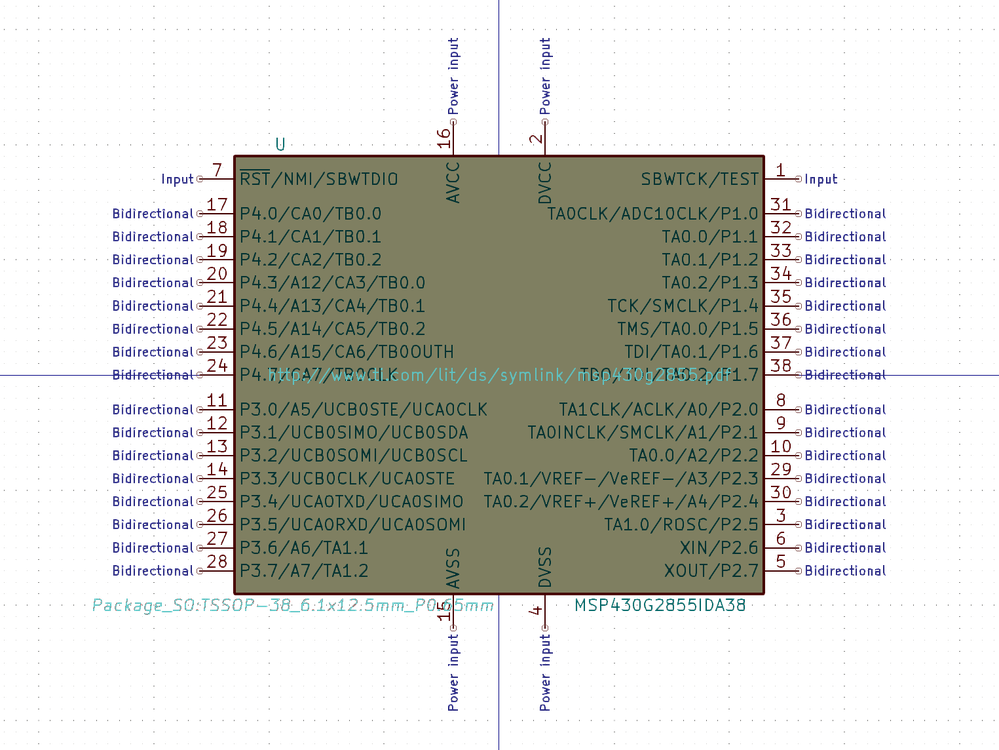 Power input
Power input
16
2
U
AVCC
DVCC
Input 7 RST/NMI/SBWTDIO
SBWTCK/TEST 1 Input
Bidirectional 17 P4.0/CA0/TB0.0
TA0CLK/ADC10CLK/P1.0 31 Bidirectional
Bidirectional 18 P4.1/CA1/TB0.1
TA0.0/P1.1 32 Bidirectional
Bidirectional 19 P4.2/CA2/TB0.2
TA0.1/P1.2 33 Bidirectional
Bidirectional 20 P4.3/A12/CA3/TB0.0
TA0.2/P1.3 34 Bidirectional
Bidirectional 21 P4.4/A13/CA4/TB0.1
TCK/SMCLK/P1.4 35 Bidirectional
Bidirectional 22 P4.5/A14/CA5/TB0.2
TMS/TA0.0/P1.5 36 Bidirectional
Bidirectional 23 P4.6/A15/CA6/TB0OUTH
TDI/TA0.1/P1.6 37 Bidirectional
Bidirectional 24 P4.7/CA7/TB0CLK
http://www.ti.com/lit/ds/symlink/msp430g2855.pdf
TDO/TA0.2/P1.7 38 Bidirectional
Bidirectional 11 P3.0/A5/UCB0STE/UCA0CLK
TA1CLK/ACLK/A0/P2.0 8 Bidirectional
Bidirectional 12 P3.1/UCB0SIMO/UCB0SDA
TA0INCLK/SMCLK/A1/P2.1 9 Bidirectional
Bidirectional 13 P3.2/UCB0SOMI/UCB0SCL
TA0.0/A2/P2.2 10 Bidirectional
Bidirectional 14 P3.3/UCB0CLK/UCA0STE
TA0.1/VREF-/VeREF-/A3/P2.3 29 Bidirectional
Bidirectional 25 P3.4/UCA0TXD/UCA0SIMO
TA0.2/VREF+/VeREF+/A4/P2.4 30 Bidirectional
Bidirectional 26 P3.5/UCA0RXD/UCA0SOMI
TA1.0/ROSC/P2.5 3 Bidirectional
Bidirectional 27 P3.6/A6/TA1.1
XIN/P2.6 6 Bidirectional
Bidirectional 28 P3.7/A7/TA1.2
XOUT/P2.7 5 Bidirectional
AVSS
DVSS
Package_SO:TSSOP-38_6.1x12.5mm_P0.65mm
MSP430G2855IDA38
15
4
Power input
Power input